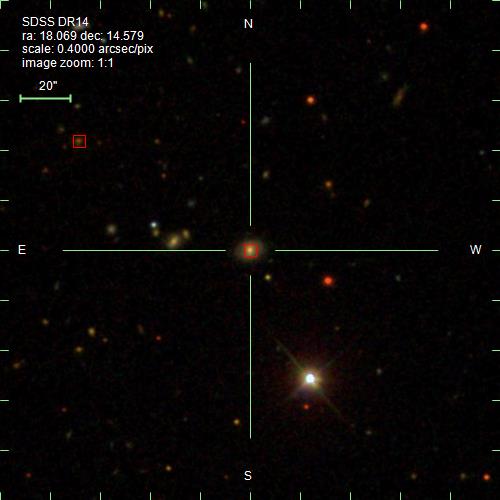 SDSS DR14
ra: 18.069 dec: 14.579
scale: 0.4000 arcsec/pix
image zoom: 1:1
20"
N
E
W
S